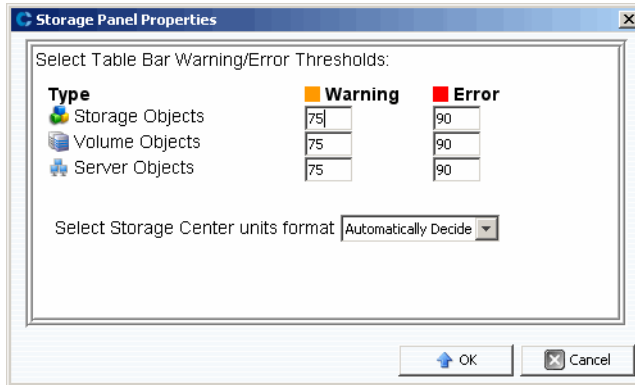 Storage Panel Properties
Select Table Bar Warning/Error Thresholds:
Type Warning Error
Storage Objects 75 90
Volume Objects 75 90
Server Objects 75 90
Select Storage Center units format Automatically Decide
OK Cancel